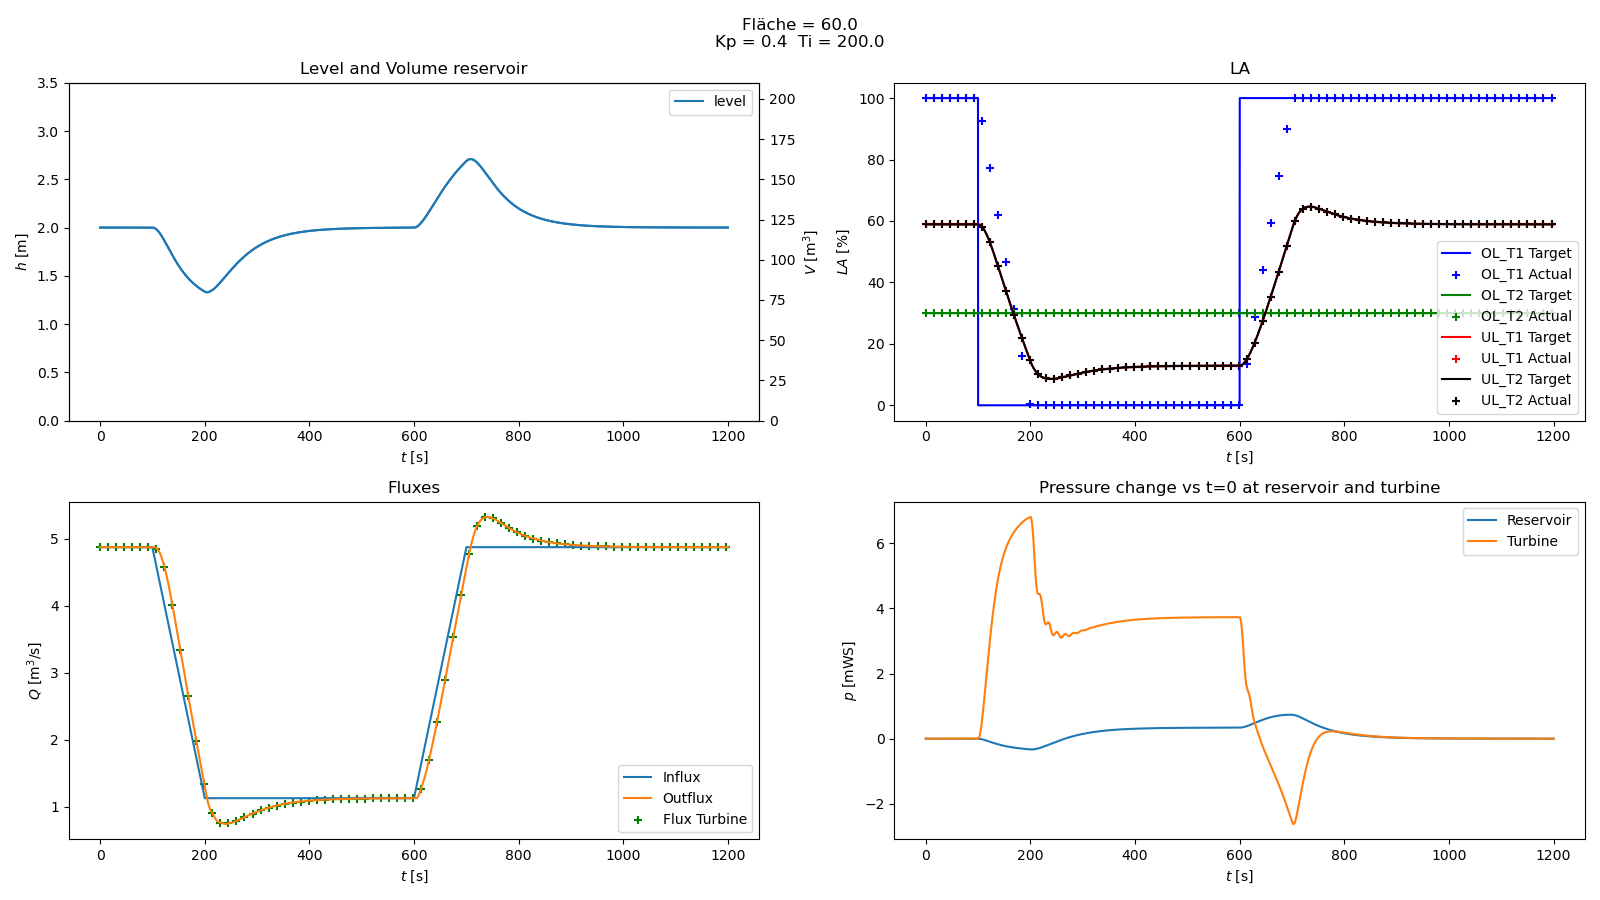 Fläche = 60.0
Kp = 0.4  Ti = 200.0
Level and Volume reservoir
3.5
3.0
2.5
2.0
1.5
1.0
0.5
0.0
h [m]
level
200
175
150
125
100
75
50
25
0
V [m³]
0 200 400 600 800 1000 1200
t [s]
LA
100
80
60
40
20
0
LA [%]
OL_T1 Target
OL_T1 Actual
OL_T2 Target
OL_T2 Actual
UL_T1 Target
UL_T1 Actual
UL_T2 Target
UL_T2 Actual
0 200 400 600 800 1000 1200
t [s]
Fluxes
5
4
3
2
1
Q [m³/s]
Influx
Outflux
Flux Turbine
0 200 400 600 800 1000 1200
t [s]
Pressure change vs t=0 at reservoir and turbine
6
4
2
0
−2
p [mWS]
Reservoir
Turbine
0 200 400 600 800 1000 1200
t [s]